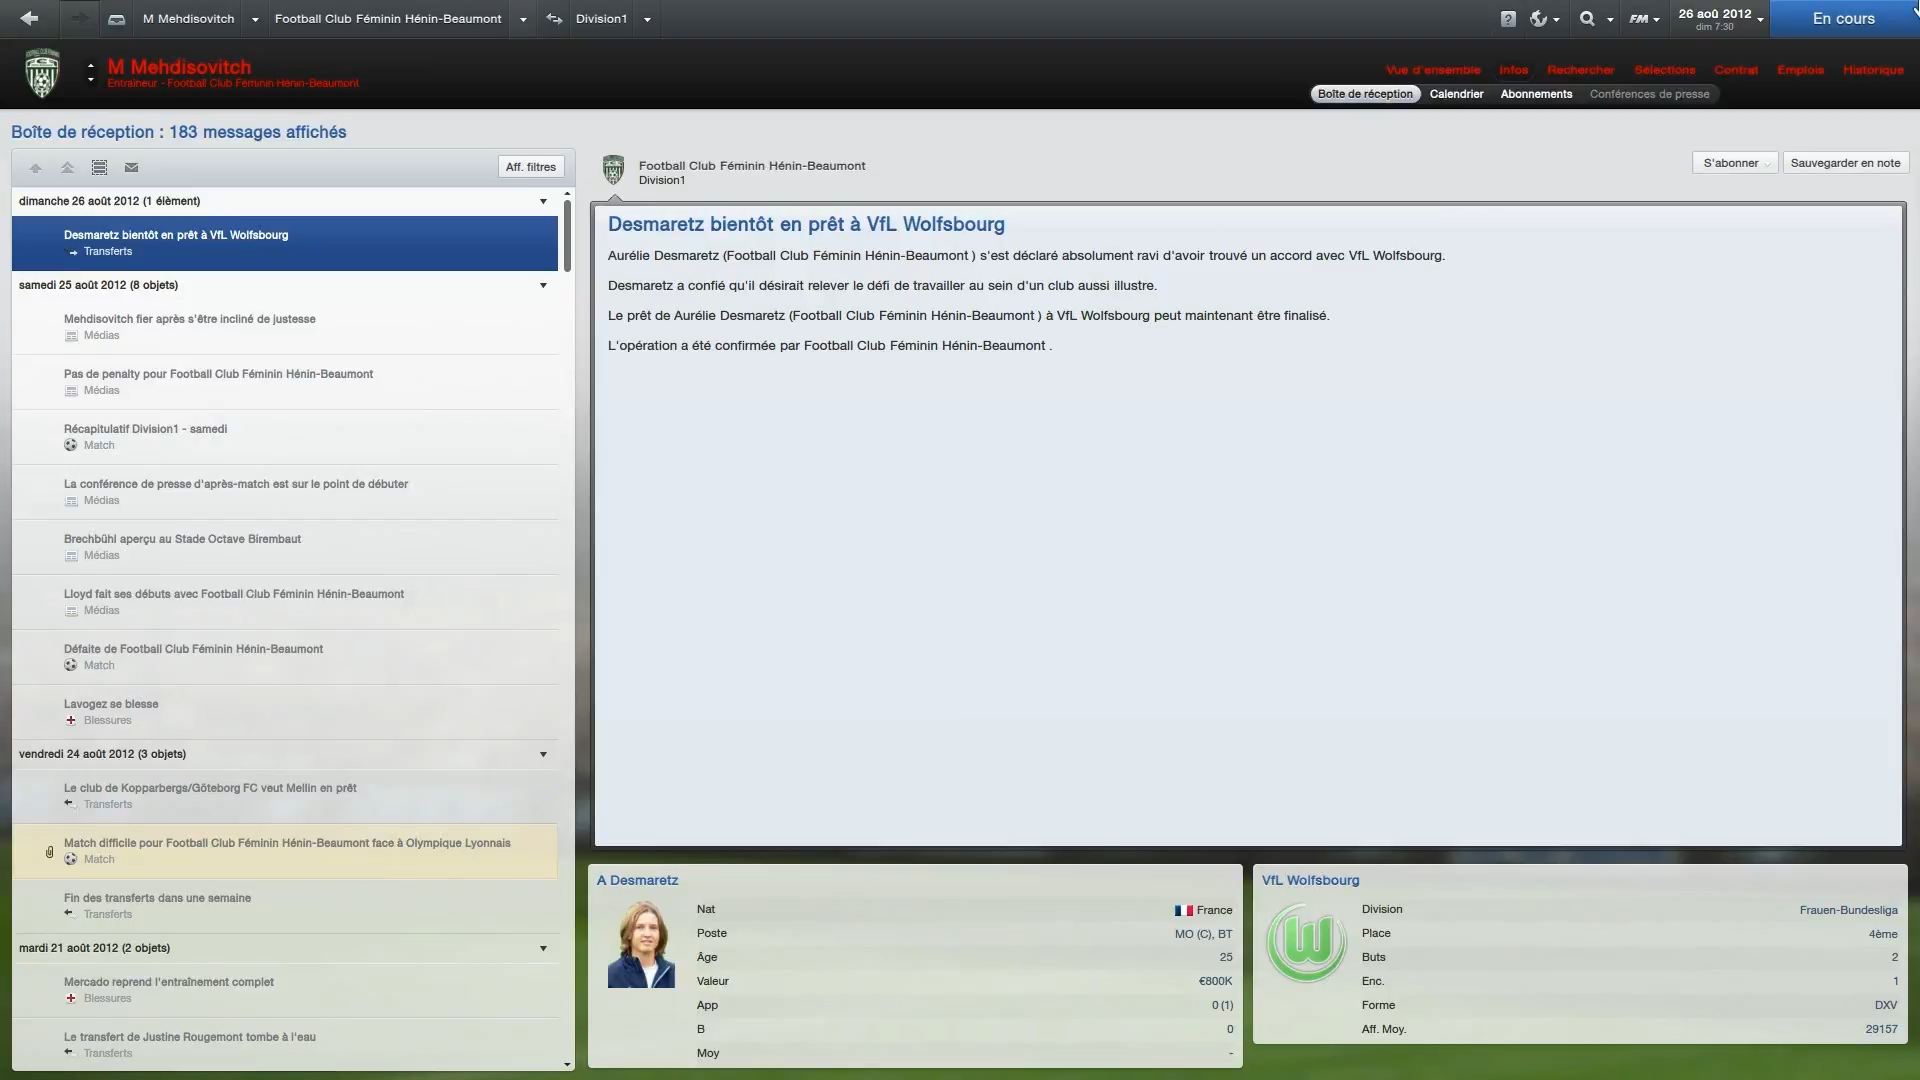 M Mehdisovitch
Football Club Féminin Hénin-Beaumont
Division1
?
FM
26 aoû 2012
dim 7:30
En cours
M Mehdisovitch
Entraîneur - Football Club Féminin Hénin-Beaumont
Vue d'ensemble Infos Rechercher Sélections Contrat Emplois Historique
Boîte de réception Calendrier Abonnements Conférences de presse
Boîte de réception : 183 messages affichés
Aff. filtres
dimanche 26 août 2012 (1 élèment)
Desmaretz bientôt en prêt à VfL Wolfsbourg
Transferts
samedi 25 août 2012 (8 objets)
Mehdisovitch fier après s'être incliné de justesse
Médias
Pas de penalty pour Football Club Féminin Hénin-Beaumont
Médias
Récapitulatif Division1 - samedi
Match
La conférence de presse d'après-match est sur le point de débuter
Médias
Brechbühl aperçu au Stade Octave Birembaut
Médias
Lloyd fait ses débuts avec Football Club Féminin Hénin-Beaumont
Médias
Défaite de Football Club Féminin Hénin-Beaumont
Match
Lavogez se blesse
Blessures
vendredi 24 août 2012 (3 objets)
Le club de Kopparbergs/Göteborg FC veut Mellin en prêt
Transferts
Match difficile pour Football Club Féminin Hénin-Beaumont face à Olympique Lyonnais
Match
Fin des transferts dans une semaine
Transferts
mardi 21 août 2012 (2 objets)
Mercado reprend l'entraînement complet
Blessures
Le transfert de Justine Rougemont tombe à l'eau
Transferts
Football Club Féminin Hénin-Beaumont
Division1
S'abonner
Sauvegarder en note
Desmaretz bientôt en prêt à VfL Wolfsbourg
Aurélie Desmaretz (Football Club Féminin Hénin-Beaumont ) s'est déclaré absolument ravi d'avoir trouvé un accord avec VfL Wolfsbourg.
Desmaretz a confié qu'il désirait relever le défi de travailler au sein d'un club aussi illustre.
Le prêt de Aurélie Desmaretz (Football Club Féminin Hénin-Beaumont ) à VfL Wolfsbourg peut maintenant être finalisé.
L'opération a été confirmée par Football Club Féminin Hénin-Beaumont .
A Desmaretz
Nat France
Poste MO (C), BT
Âge 25
Valeur €800K
App 0 (1)
B 0
Moy -
VfL Wolfsbourg
Division Frauen-Bundesliga
Place 4ème
Buts 2
Enc. 1
Forme DXV
Aff. Moy. 29157